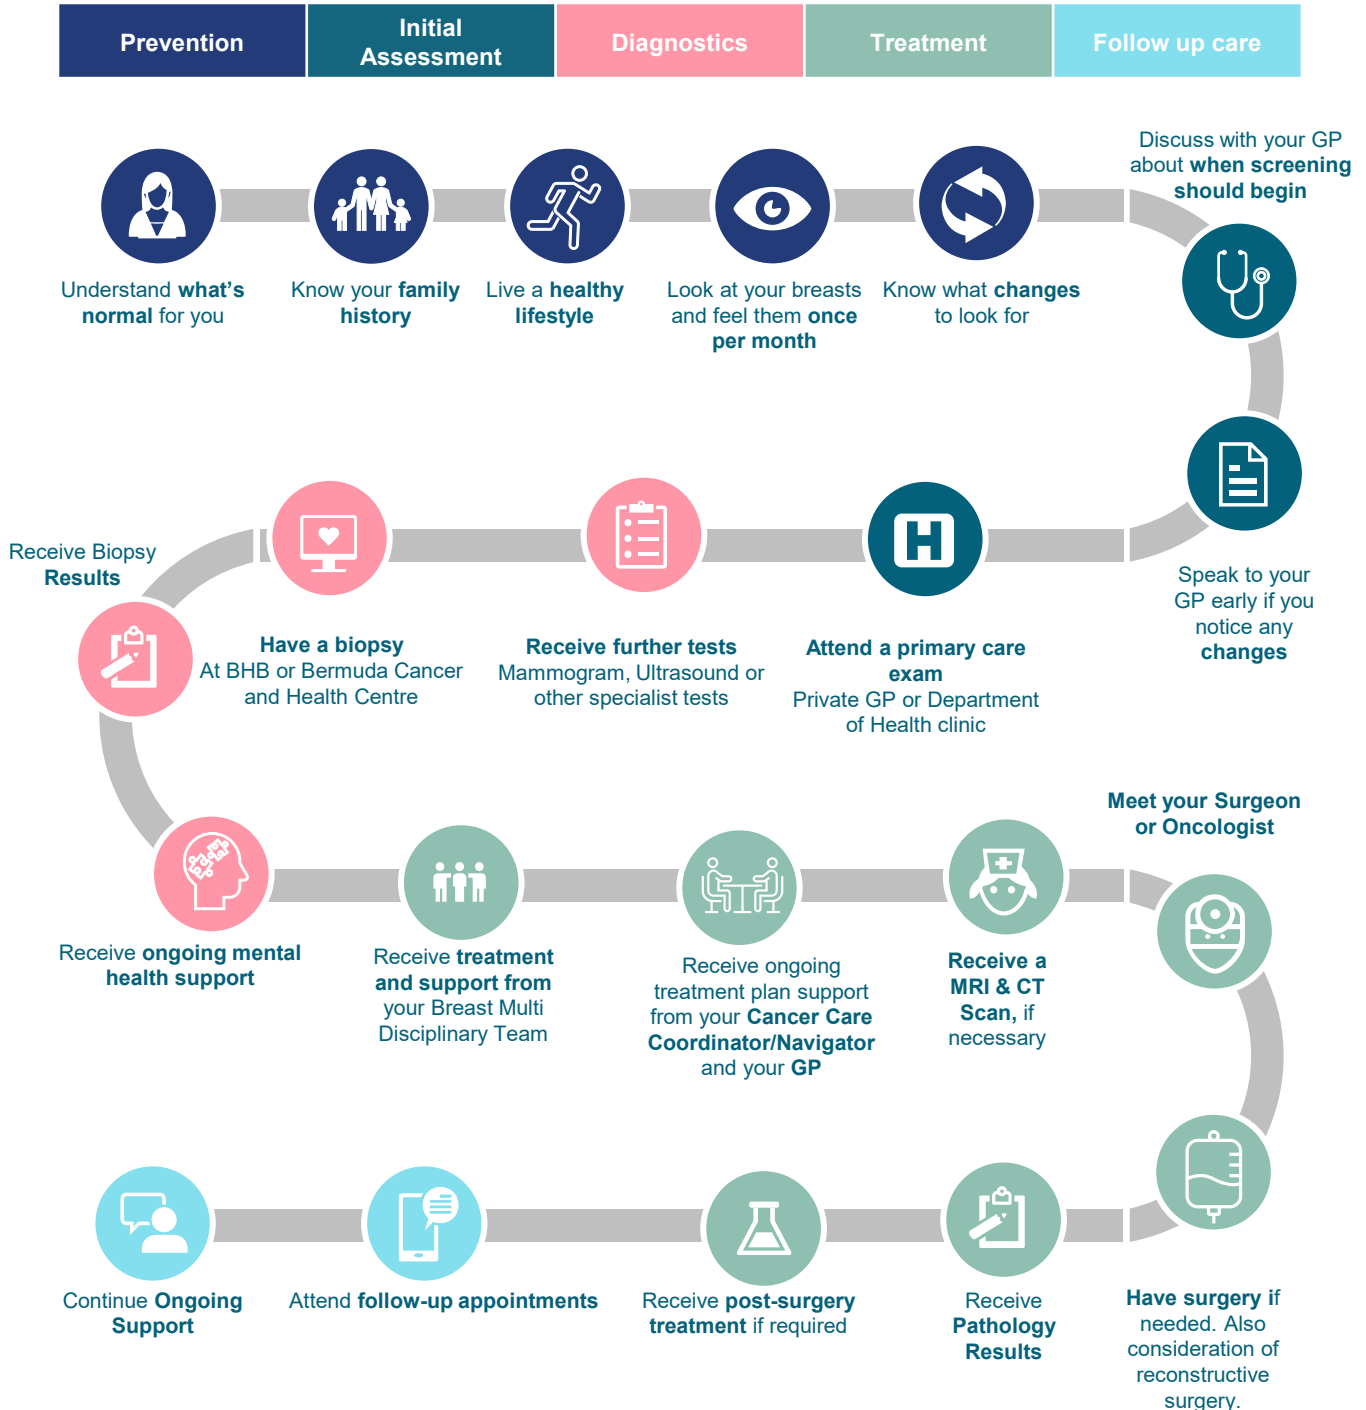 Prevention
Initial
Assessment
Diagnostics
Treatment
Follow up care
Discuss with your GP
about when screening
should begin
Understand what's
normal for you
Know your family
history
Live a healthy
lifestyle
Look at your breasts
and feel them once
per month
Know what changes
to look for
Speak to your
GP early if you
notice any
changes
H
Attend a primary care
exam
Private GP or Department
of Health clinic
Receive further tests
Mammogram, Ultrasound or
other specialist tests
Have a biopsy
At BHB or Bermuda Cancer
and Health Centre
Receive Biopsy
Results
Receive ongoing mental
health support
Receive treatment
and support from
your Breast Multi
Disciplinary Team
Receive ongoing
treatment plan support
from your Cancer Care
Coordinator/Navigator
and your GP
Receive a
MRI & CT
Scan, if
necessary
Meet your Surgeon
or Oncologist
Have surgery if
needed. Also
consideration of
reconstructive
surgery.
Receive
Pathology
Results
Receive post-surgery
treatment if required
Attend follow-up appointments
Continue Ongoing
Support